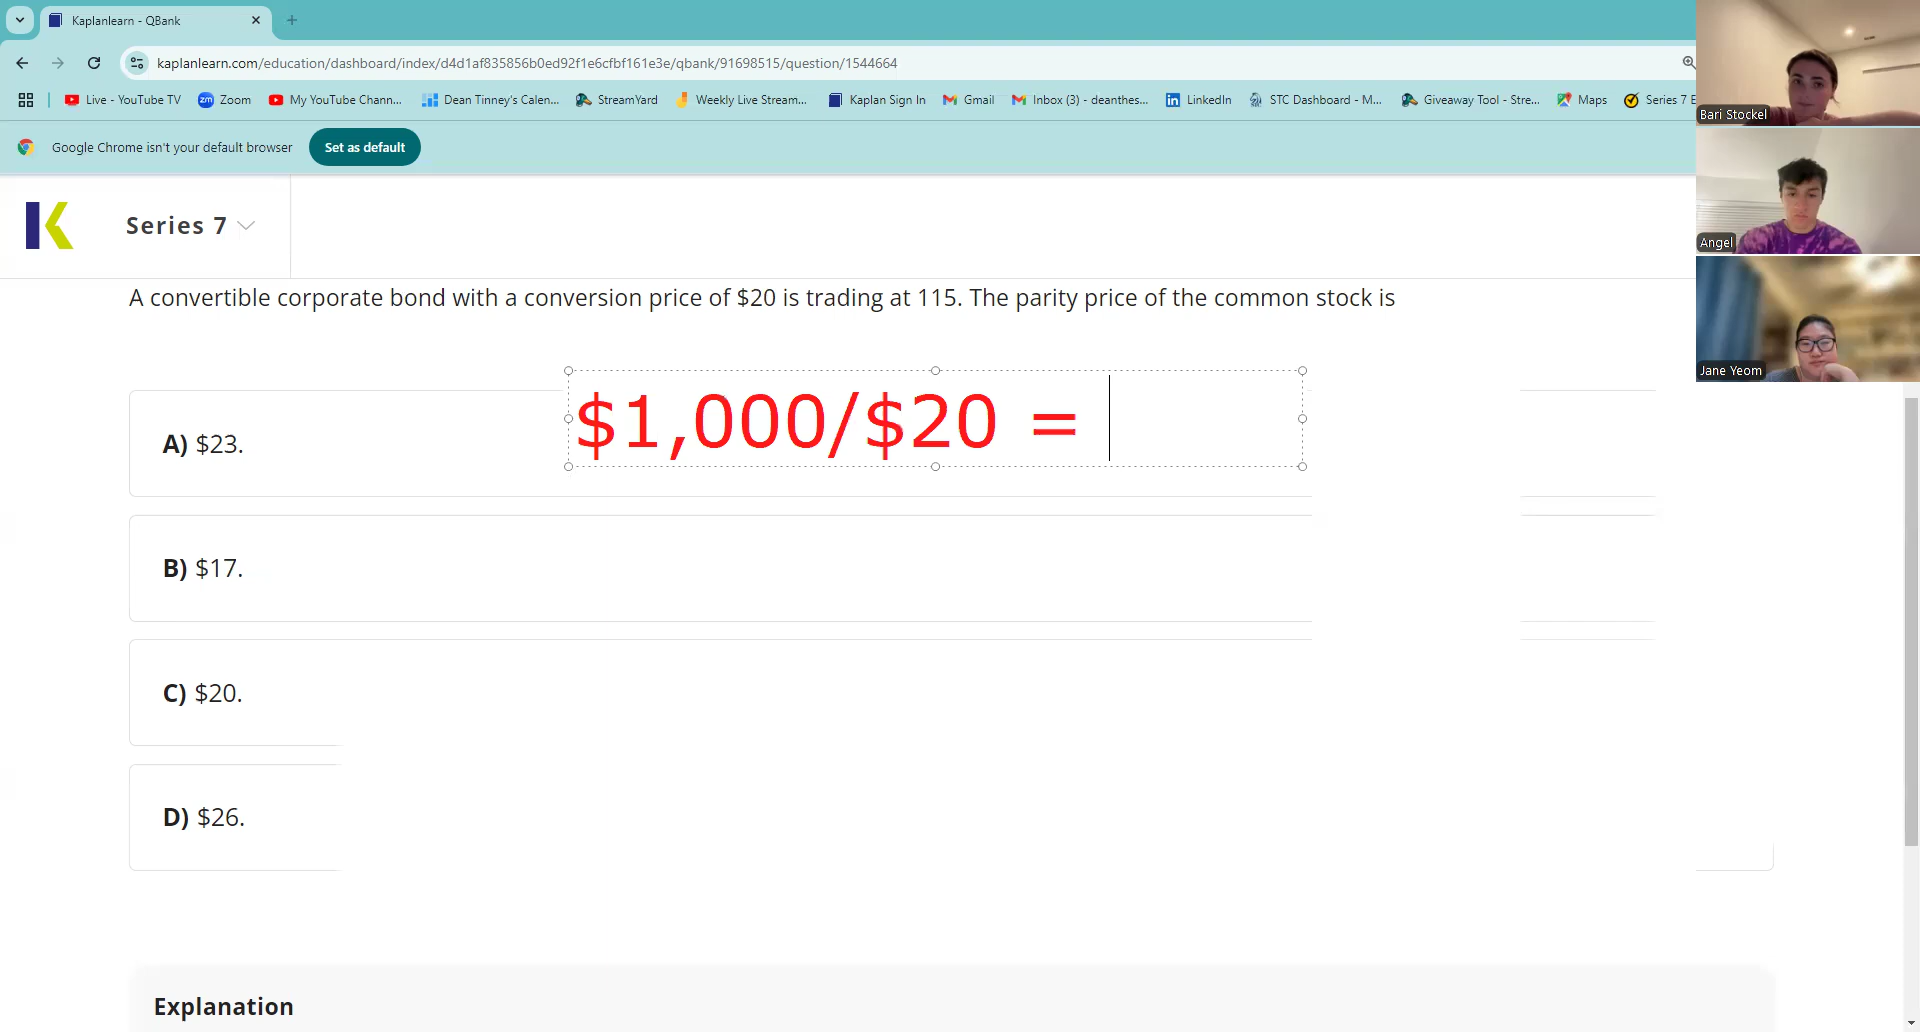 Kaplanlearn - QBank
kaplanlearn.com/education/dashboard/index/d4d1af835856b0ed92f1e6cfbf161e3e/qbank/91698515/question/1544664
Live - YouTube TV
Zoom
My YouTube Chann...
Dean Tinney's Calen...
StreamYard
Weekly Live Stream...
Kaplan Sign In
Gmail
Inbox (3) - deanthes...
LinkedIn
STC Dashboard - M...
Giveaway Tool - Stre...
Maps
Series 7 E
Google Chrome isn't your default browser
Set as default
Bari Stockel
Angel
Jane Yeom
Series 7
A convertible corporate bond with a conversion price of $20 is trading at 115. The parity price of the common stock is
$1,000/$20 =
A) $23.
B) $17.
C) $20.
D) $26.
Explanation